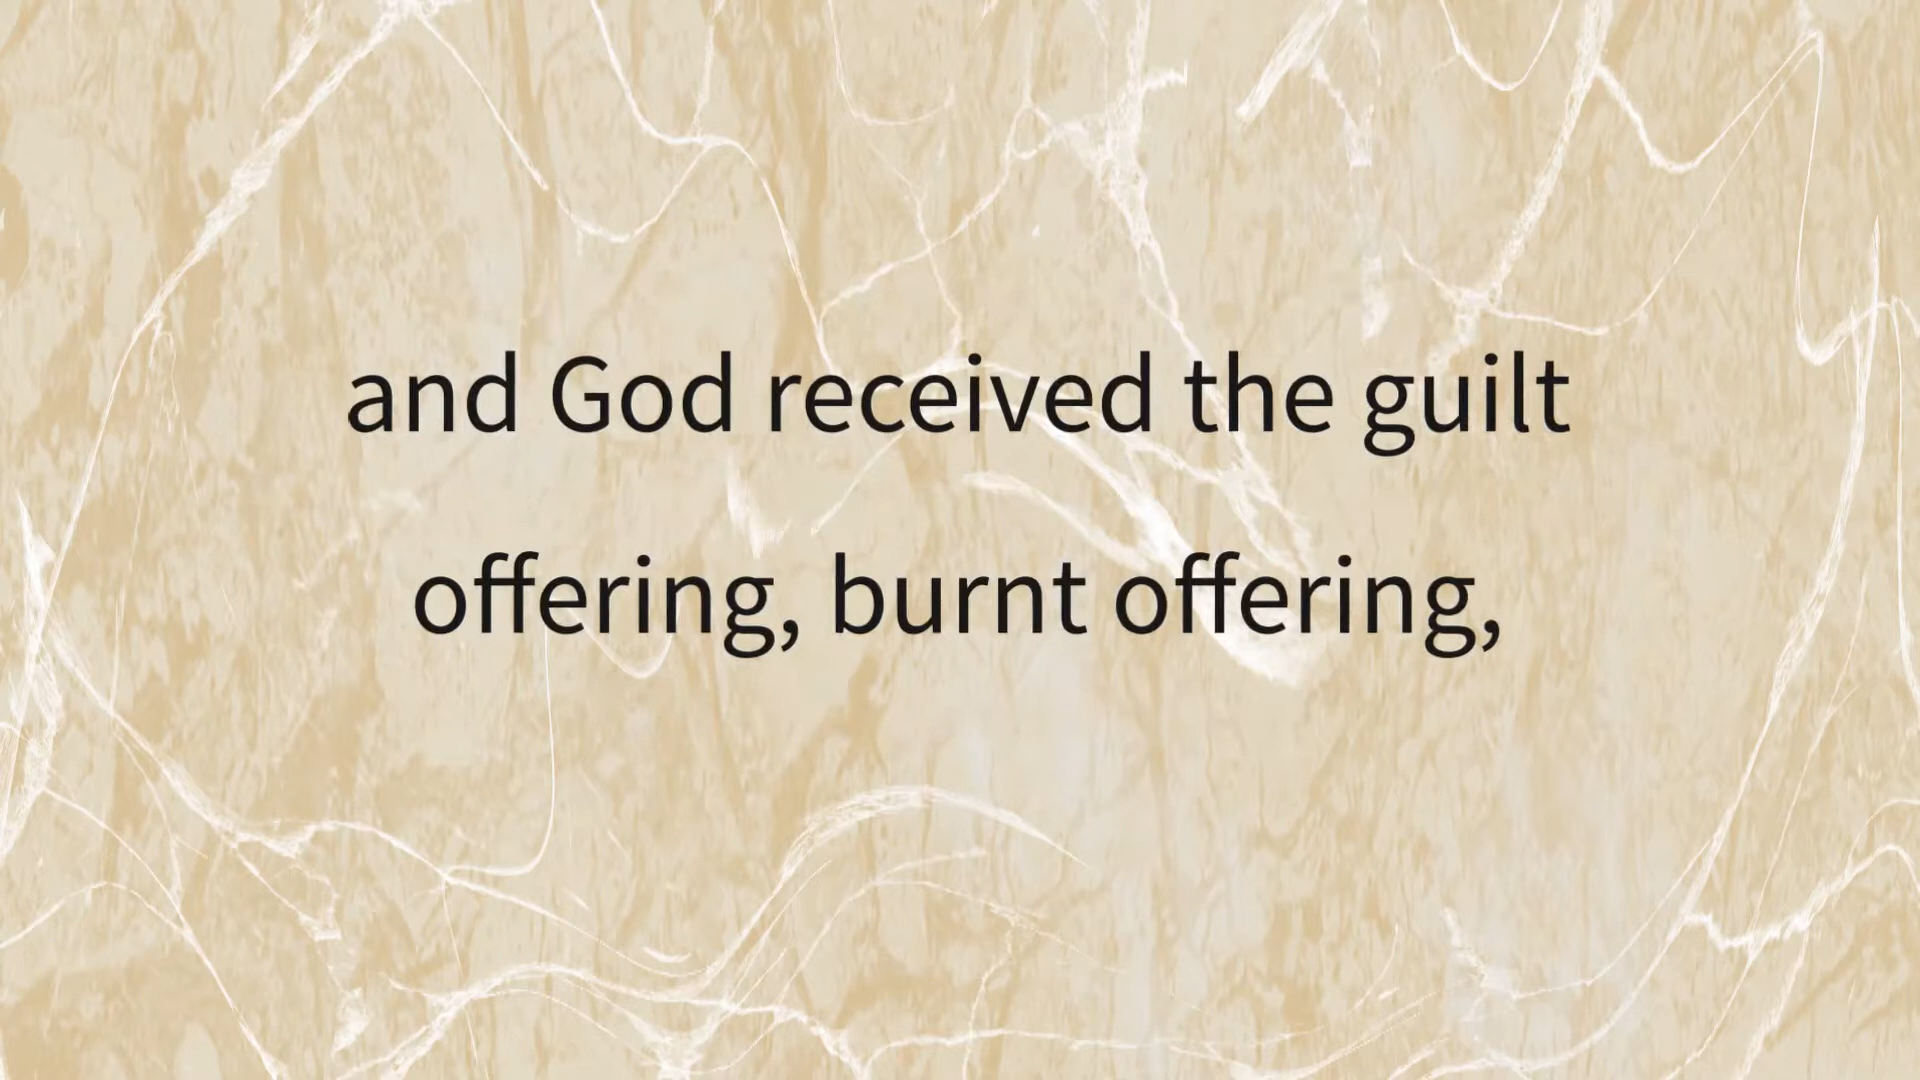 and God received the guilt
offering, burnt offering,